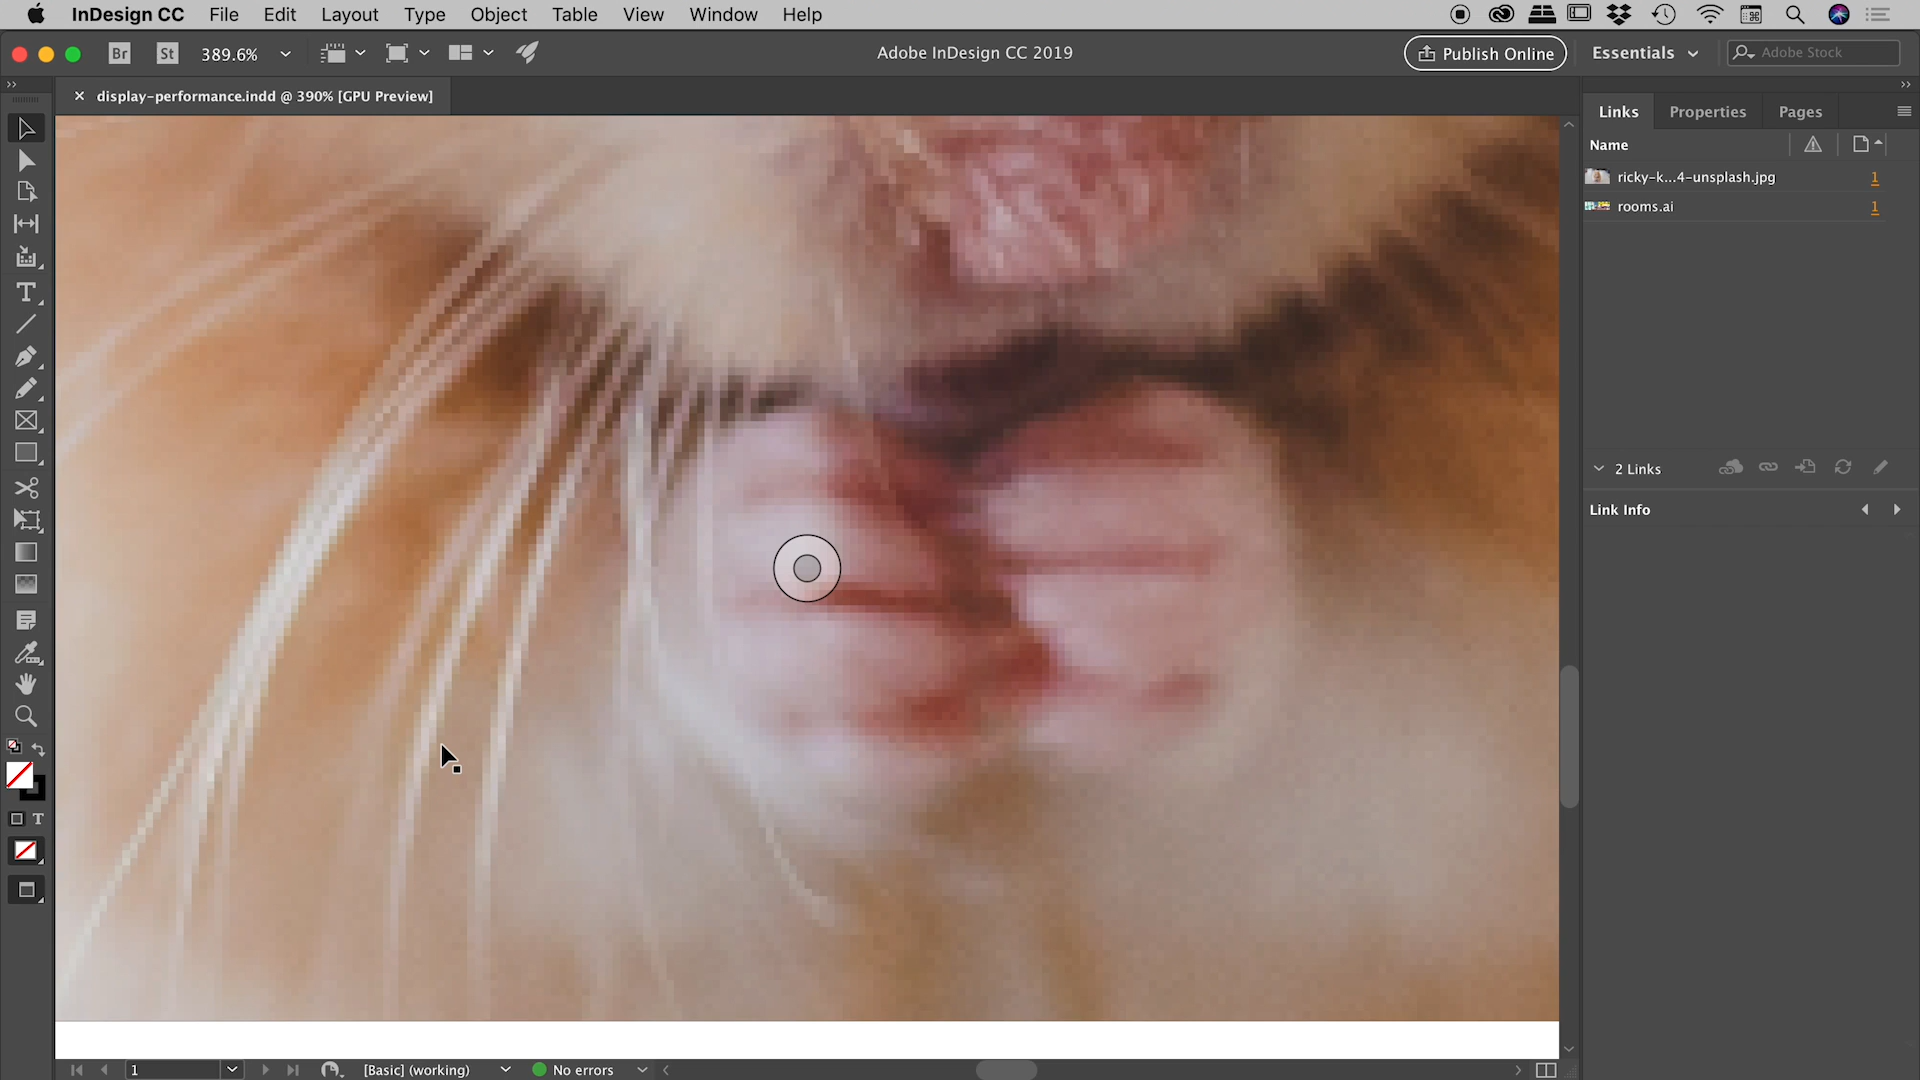 InDesign CC File Edit Layout Type Object Table View Window Help
Br St 389.6% Adobe InDesign CC 2019 Publish Online Essentials Adobe Stock
× display-performance.indd @ 390% [GPU Preview]
Links Properties Pages
Name
ricky-k...4-unsplash.jpg 1
rooms.ai 1
2 Links
Link Info
T
T
1 [Basic] (working) No errors